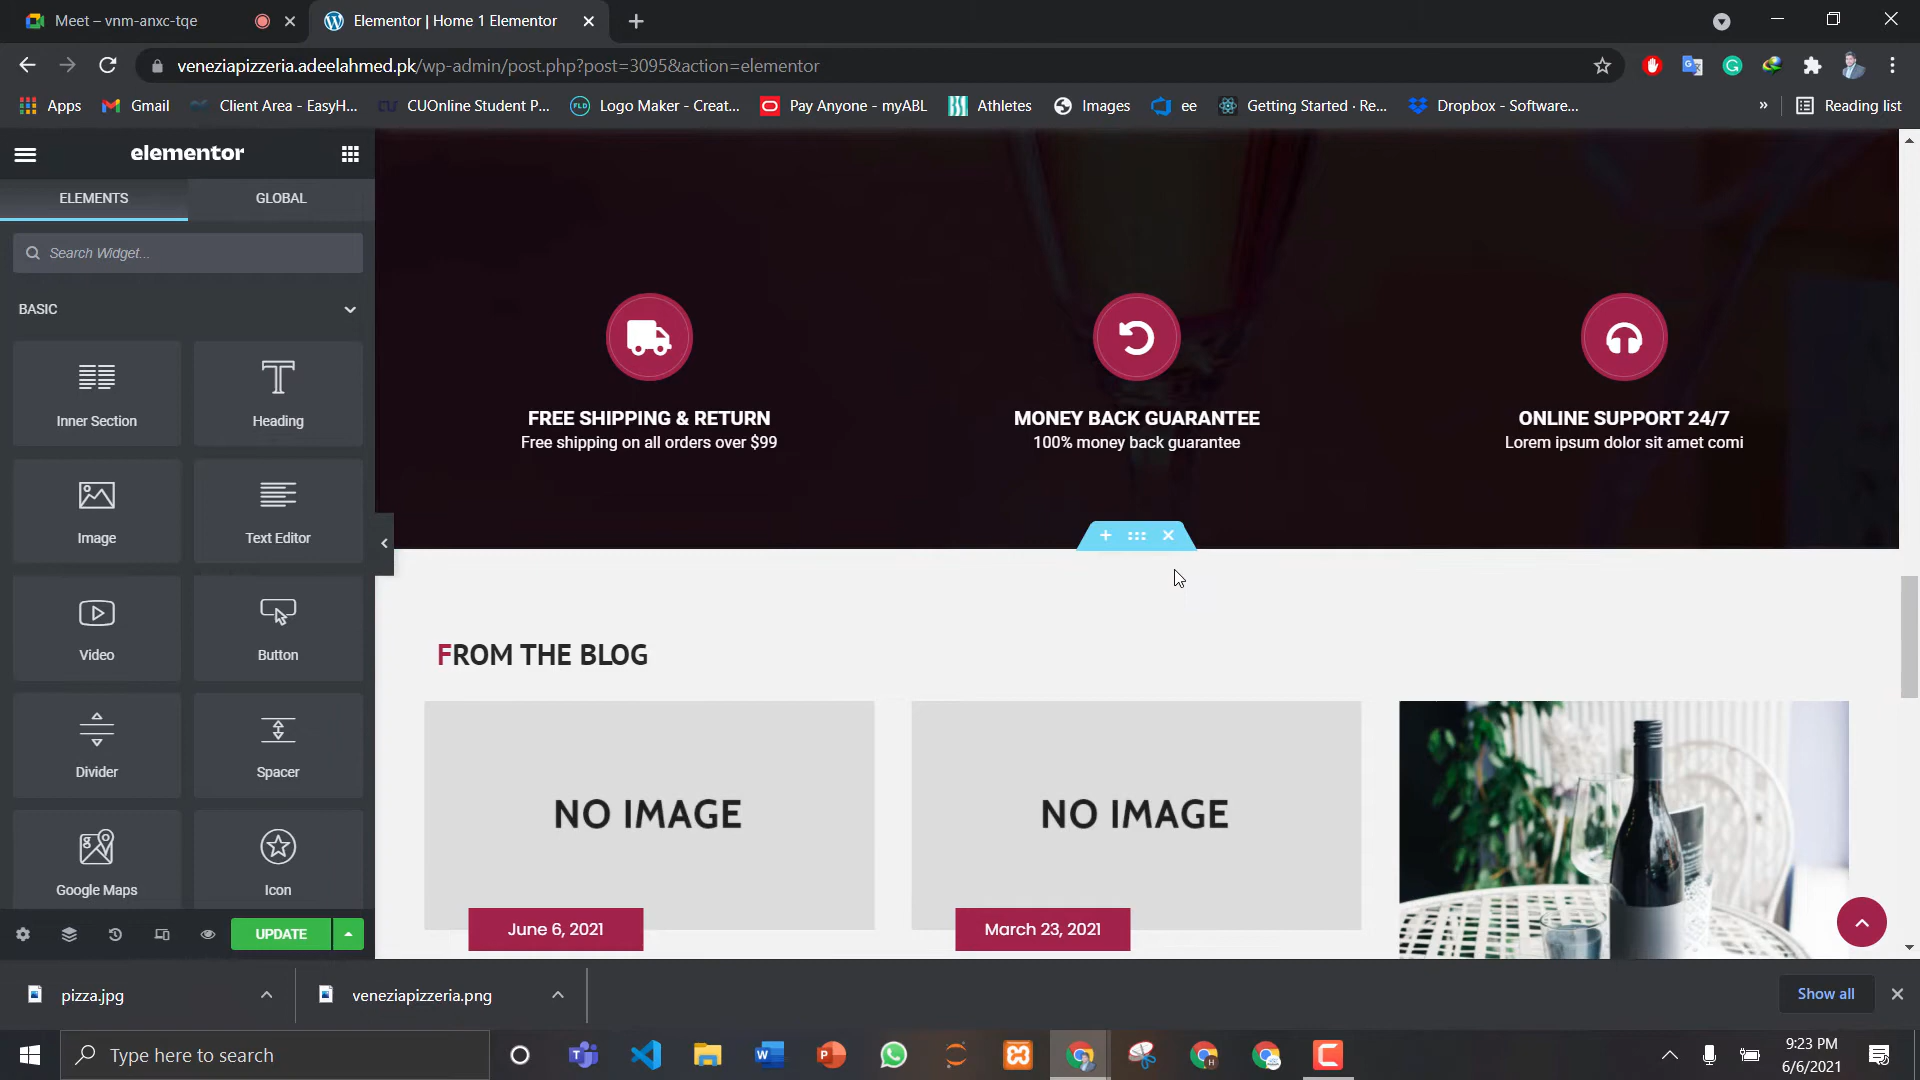 Meet – vnm-anxc-tqe
Elementor | Home 1 Elementor
veneziapizzeria.adeelahmed.pk/wp-admin/post.php?post=3095&action=elementor
Apps
Gmail
Client Area - EasyH...
CUOnline Student P...
Logo Maker - Creat...
Pay Anyone - myABL
Athletes
Images
ee
Getting Started · Re...
Dropbox - Software...
»
Reading list
elementor
ELEMENTS
GLOBAL
Search Widget...
BASIC
Inner Section
Heading
Image
Text Editor
Video
Button
Divider
Spacer
Google Maps
Icon
UPDATE
FREE SHIPPING & RETURN
Free shipping on all orders over $99
MONEY BACK GUARANTEE
100% money back guarantee
ONLINE SUPPORT 24/7
Lorem ipsum dolor sit amet comi
FROM THE BLOG
NO IMAGE
NO IMAGE
June 6, 2021
March 23, 2021
pizza.jpg
veneziapizzeria.png
Show all
Type here to search
9:23 PM
6/6/2021